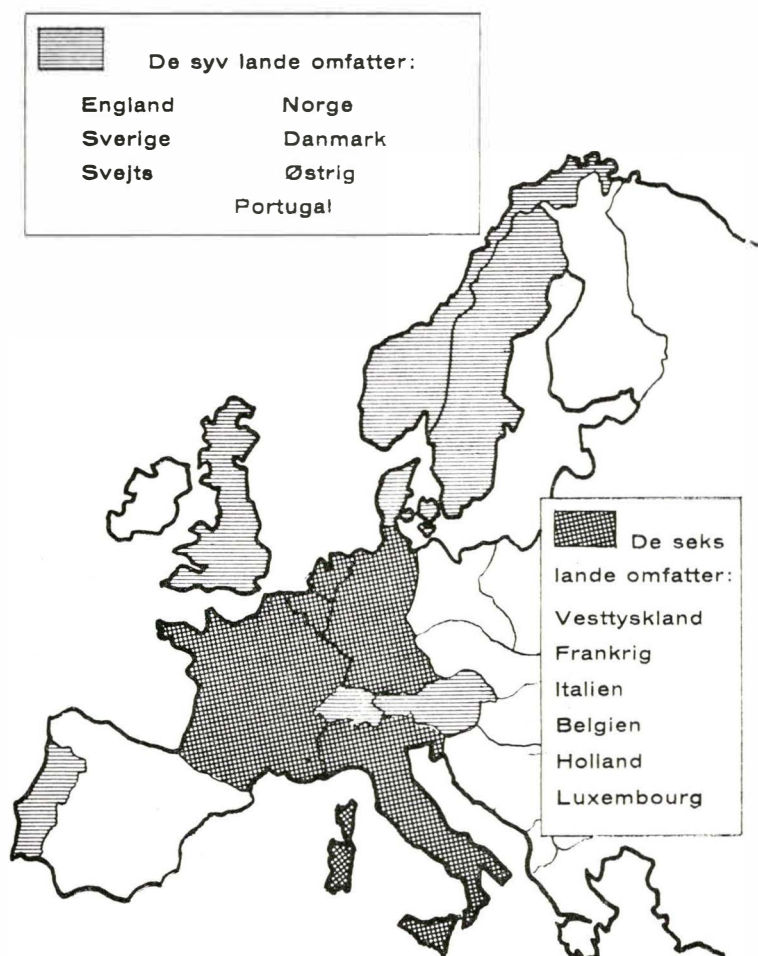 De syv lande omfatter:
England Norge
Sverige Danmark
Svejts Østrig
Portugal
De seks
lande omfatter:
Vesttyskland
Frankrig
Italien
Belgien
Holland
Luxembourg